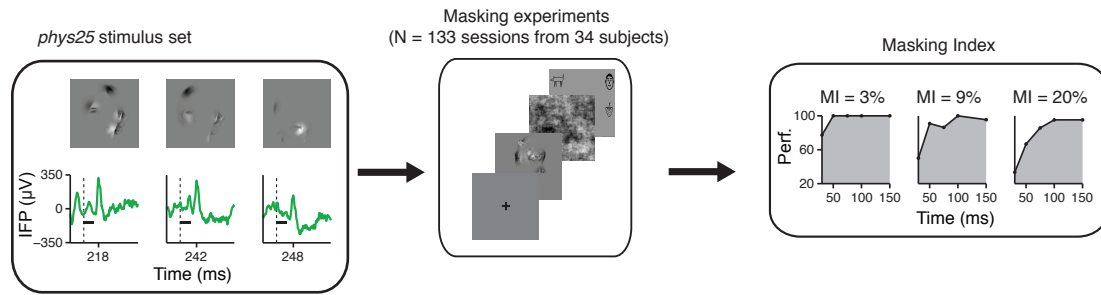 phys25 stimulus set
350
0
−350
IFP (μV)
218
242
248
Time (ms)
Masking experiments
(N = 133 sessions from 34 subjects)
+
Masking Index
MI = 3%
MI = 9%
MI = 20%
100
60
20
Perf.
50 100 150
50 100 150
50 100 150
Time (ms)